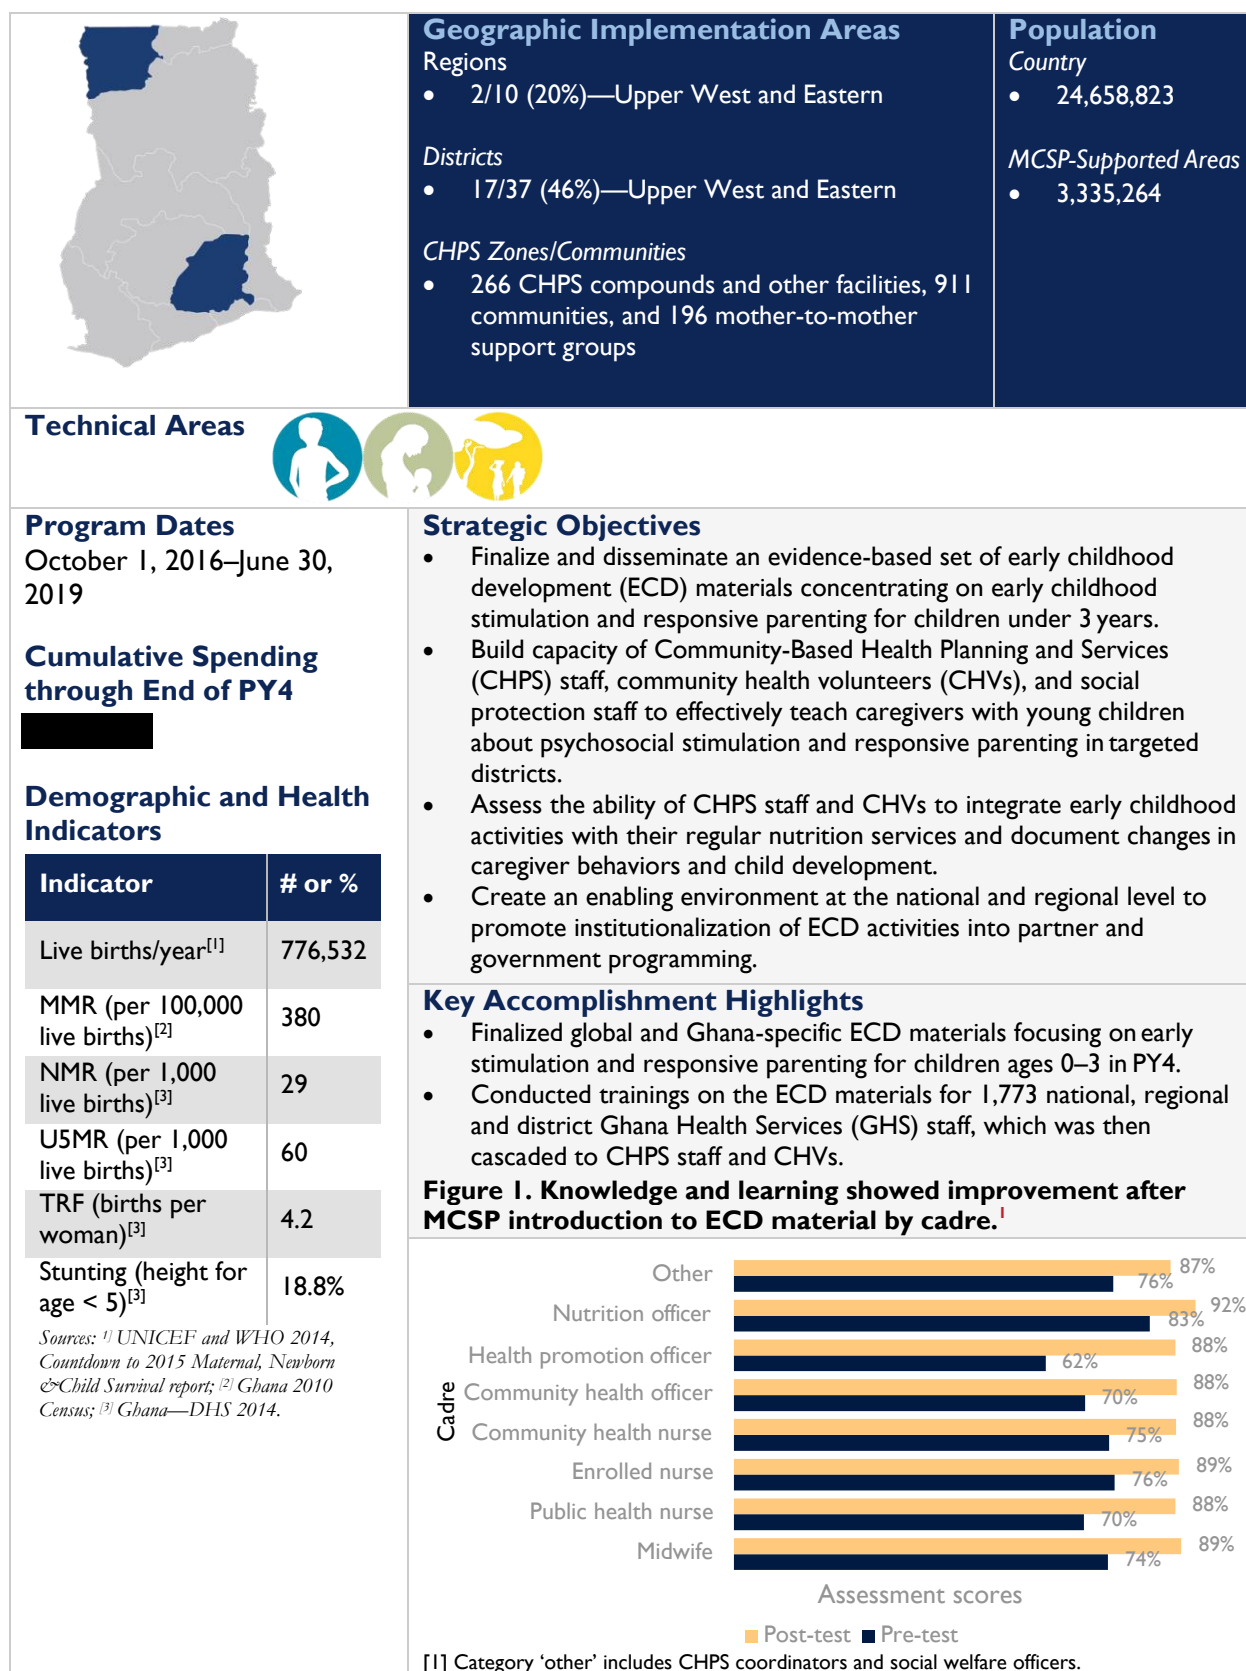 Geographic Implementation Areas
Regions
• 2/10 (20%)—Upper West and Eastern
Districts
• 17/37 (46%)—Upper West and Eastern
CHPS Zones/Communities
• 266 CHPS compounds and other facilities, 911
communities, and 196 mother-to-mother
support groups
Population
Country
• 24,658,823
MCSP-Supported Areas
• 3,335,264
Technical Areas
Program Dates
October 1, 2016–June 30,
2019
Cumulative Spending
through End of PY4
Demographic and Health
Indicators
Indicator # or %
Live births/year[1] 776,532
MMR (per 100,000
live births)[2] 380
NMR (per 1,000
live births)[3] 29
U5MR (per 1,000
live births)[3] 60
TRF (births per
woman)[3] 4.2
Stunting (height for
age < 5)[3] 18.8%
Sources: 1] UNICEF and WHO 2014,
Countdown to 2015 Maternal, Newborn
&Child Survival report; [2] Ghana 2010
Census; [3] Ghana—DHS 2014.
Strategic Objectives
• Finalize and disseminate an evidence-based set of early childhood
development (ECD) materials concentrating on early childhood
stimulation and responsive parenting for children under 3 years.
• Build capacity of Community-Based Health Planning and Services
(CHPS) staff, community health volunteers (CHVs), and social
protection staff to effectively teach caregivers with young children
about psychosocial stimulation and responsive parenting in targeted
districts.
• Assess the ability of CHPS staff and CHVs to integrate early childhood
activities with their regular nutrition services and document changes in
caregiver behaviors and child development.
• Create an enabling environment at the national and regional level to
promote institutionalization of ECD activities into partner and
government programming.
Key Accomplishment Highlights
• Finalized global and Ghana-specific ECD materials focusing on early
stimulation and responsive parenting for children ages 0–3 in PY4.
• Conducted trainings on the ECD materials for 1,773 national, regional
and district Ghana Health Services (GHS) staff, which was then
cascaded to CHPS staff and CHVs.
Figure 1. Knowledge and learning showed improvement after
MCSP introduction to ECD material by cadre.1
Cadre
Other 87% 76%
Nutrition officer 92% 83%
Health promotion officer 88% 62%
Community health officer 88% 70%
Community health nurse 88% 75%
Enrolled nurse 89% 76%
Public health nurse 88% 70%
Midwife 89% 74%
Assessment scores
Post-test Pre-test
[1] Category ‘other’ includes CHPS coordinators and social welfare officers.